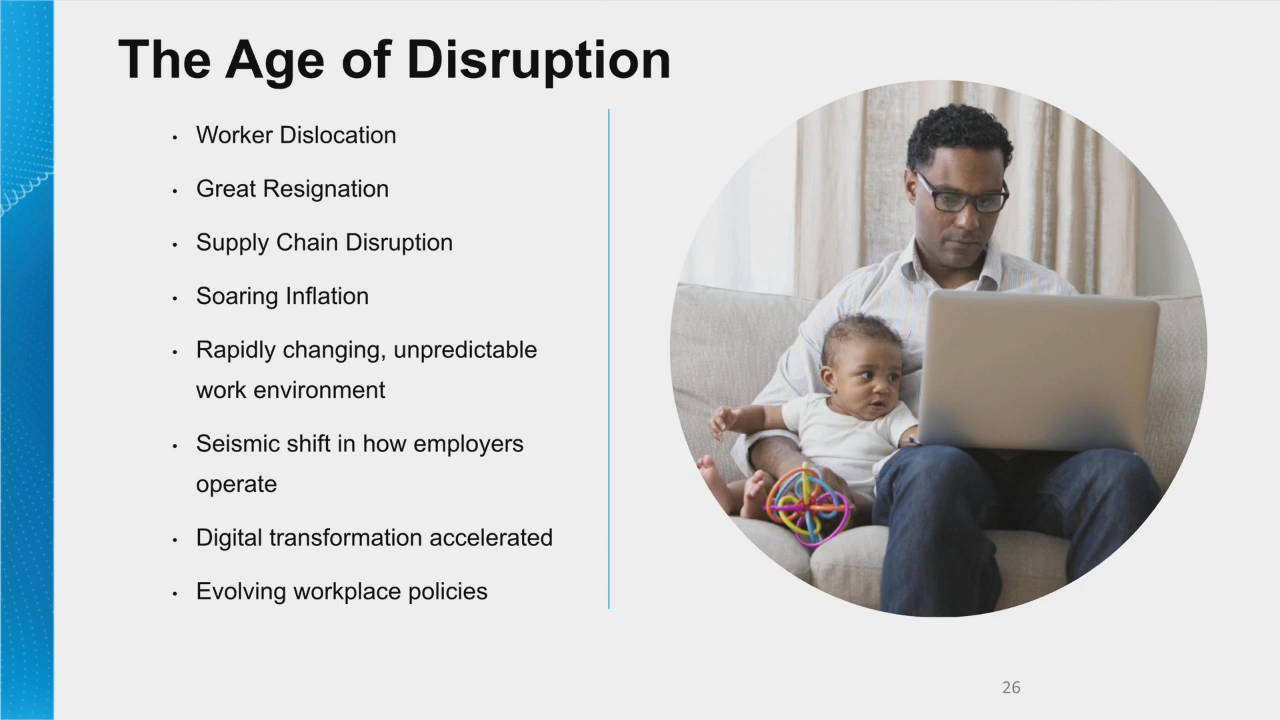 The Age of Disruption
• Worker Dislocation
• Great Resignation
• Supply Chain Disruption
• Soaring Inflation
• Rapidly changing, unpredictable
work environment
• Seismic shift in how employers
operate
• Digital transformation accelerated
• Evolving workplace policies
26